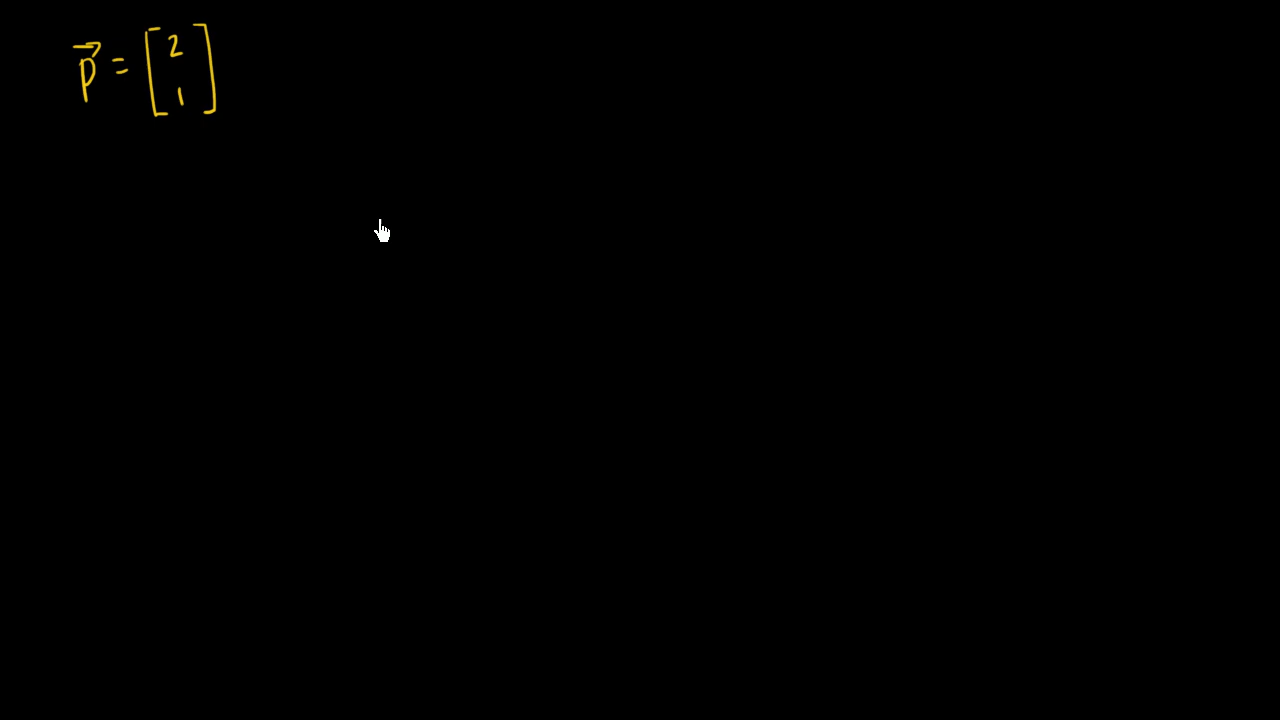 p⃗ = [2
1]